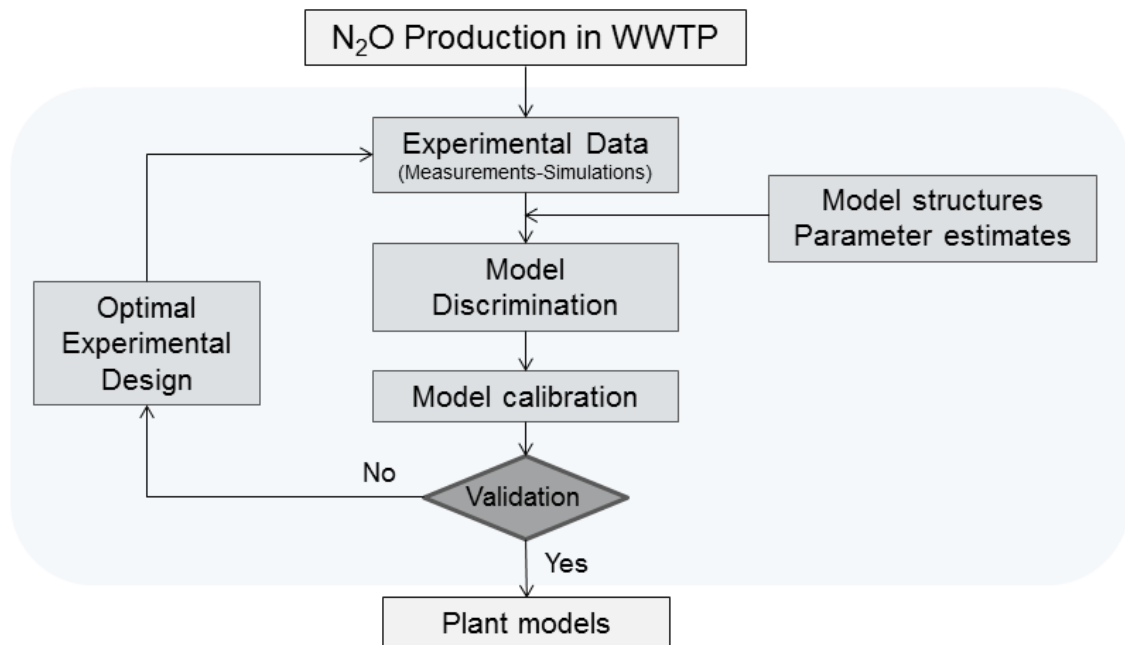 N₂O Production in WWTP
Experimental Data
(Measurements-Simulations)
Model structures
Parameter estimates
Model
Discrimination
Optimal
Experimental
Design
Model calibration
No
Validation
Yes
Plant models